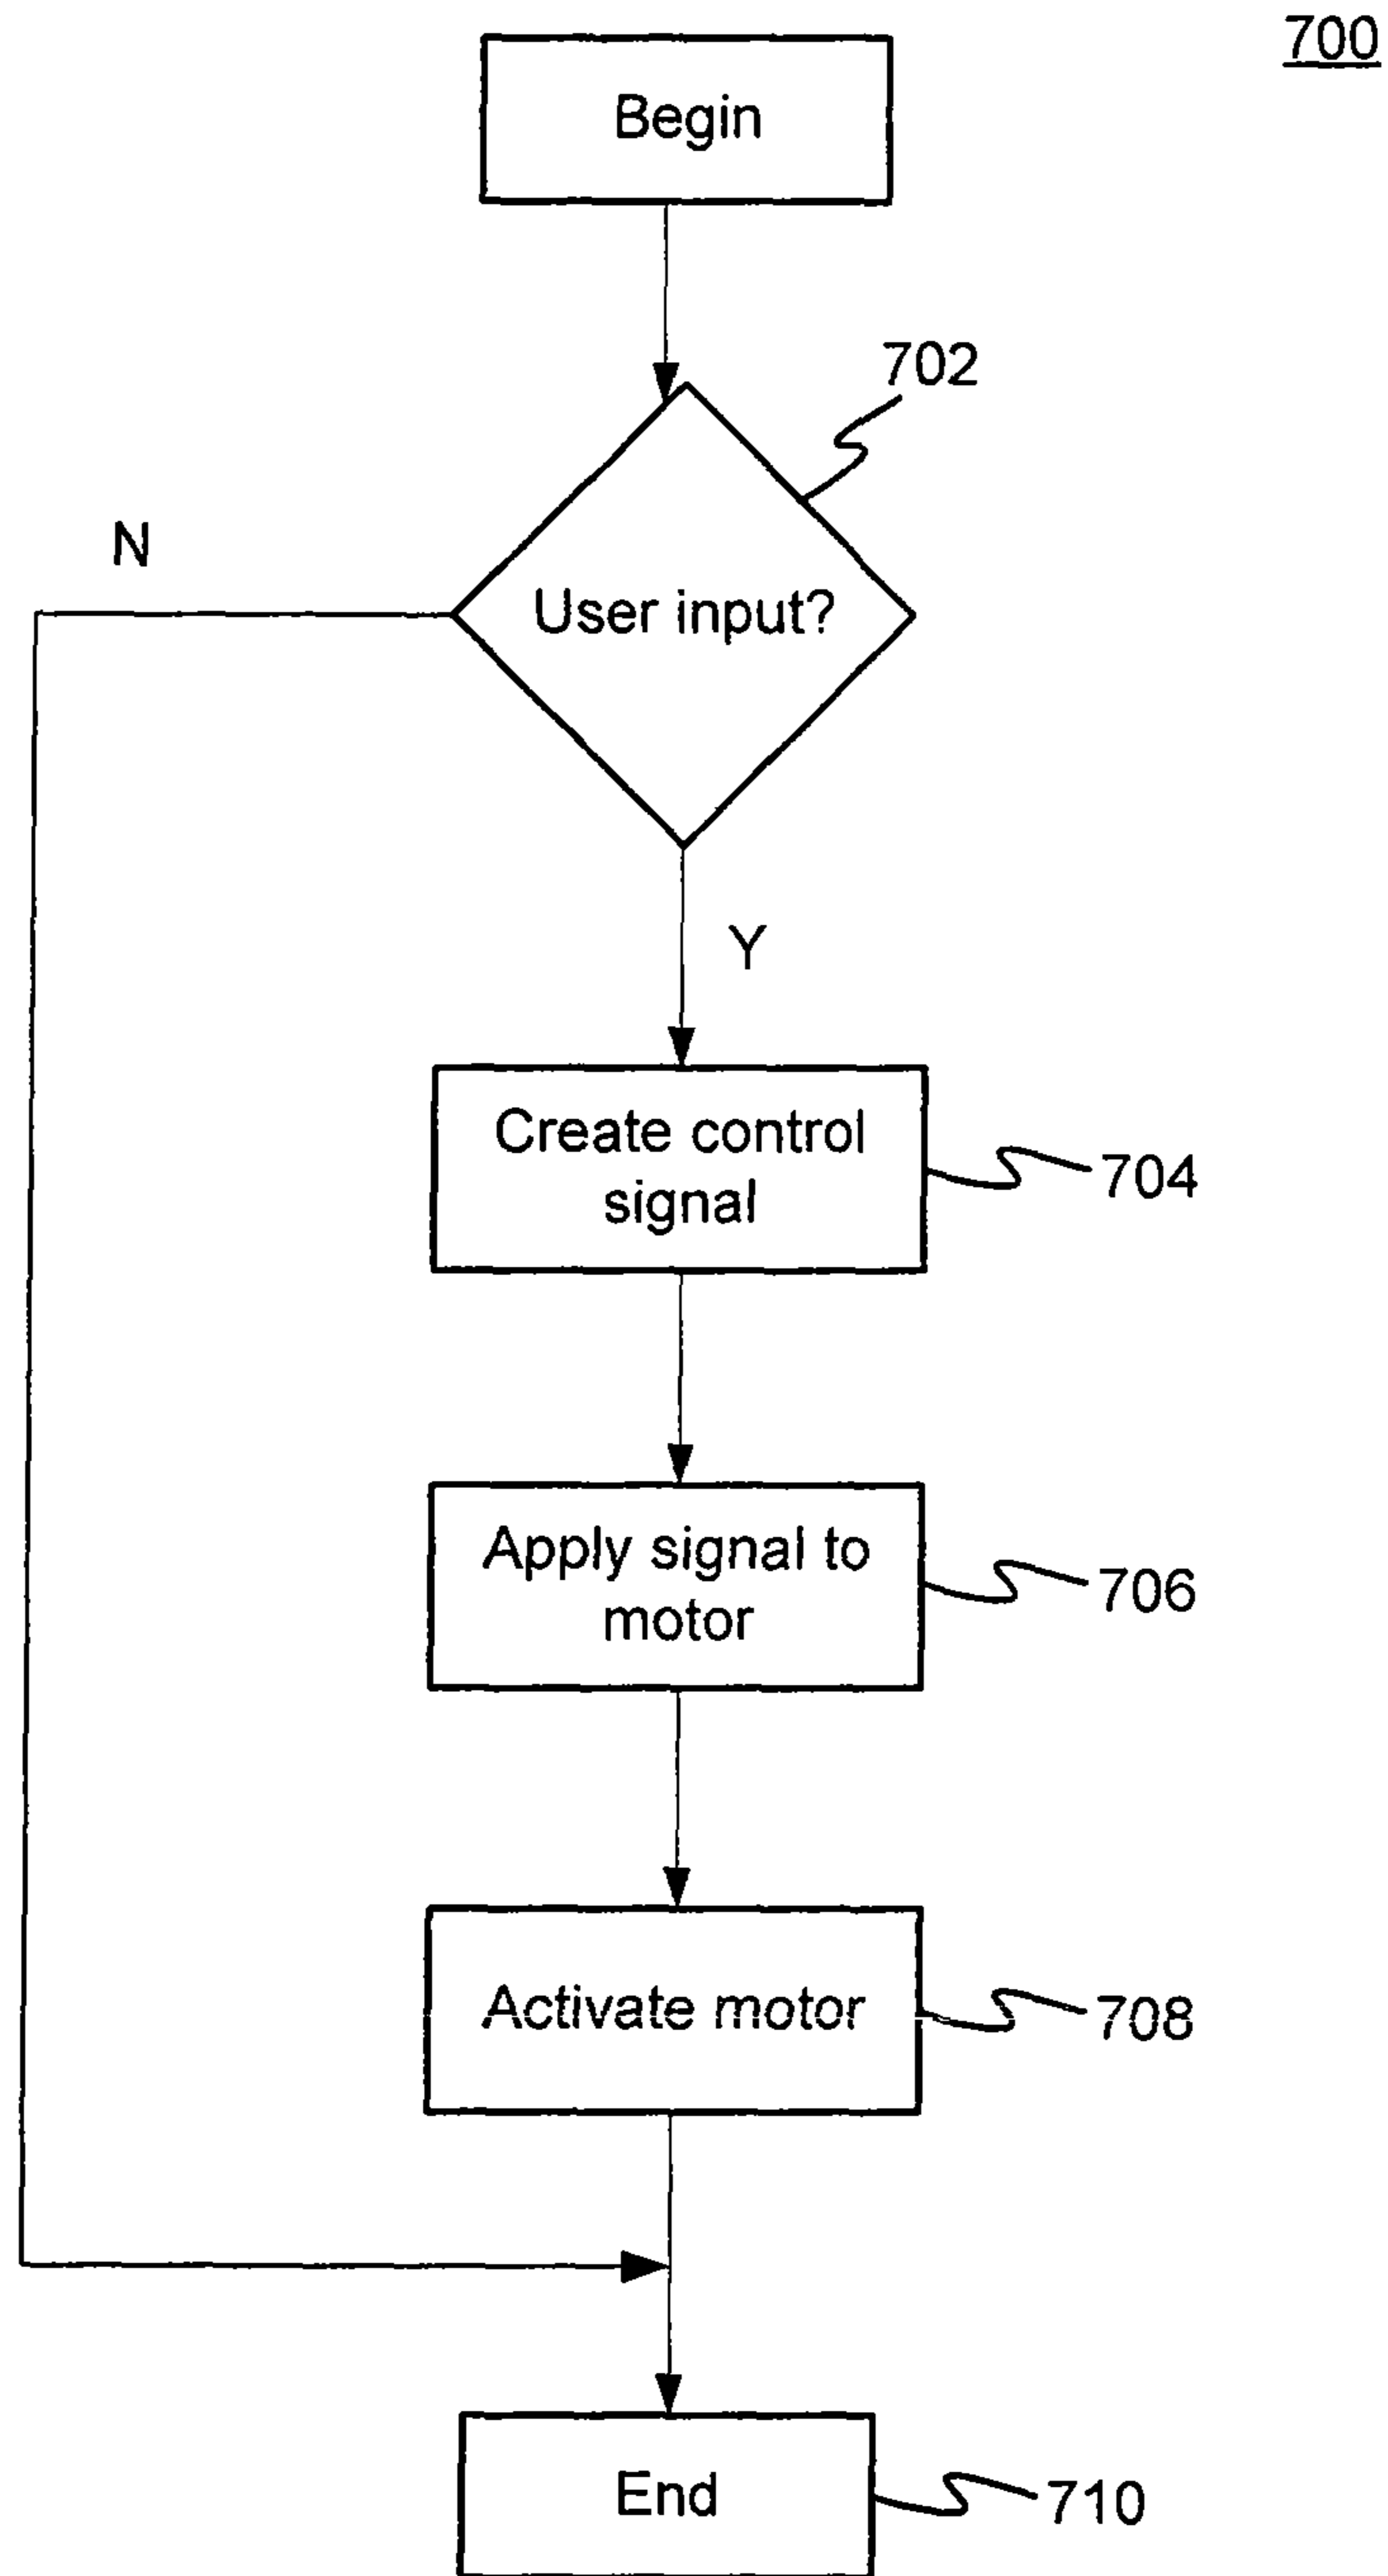 700
Begin
702
N
User input?
Y
Create control
signal
704
Apply signal to
motor
706
Activate motor
708
End
710